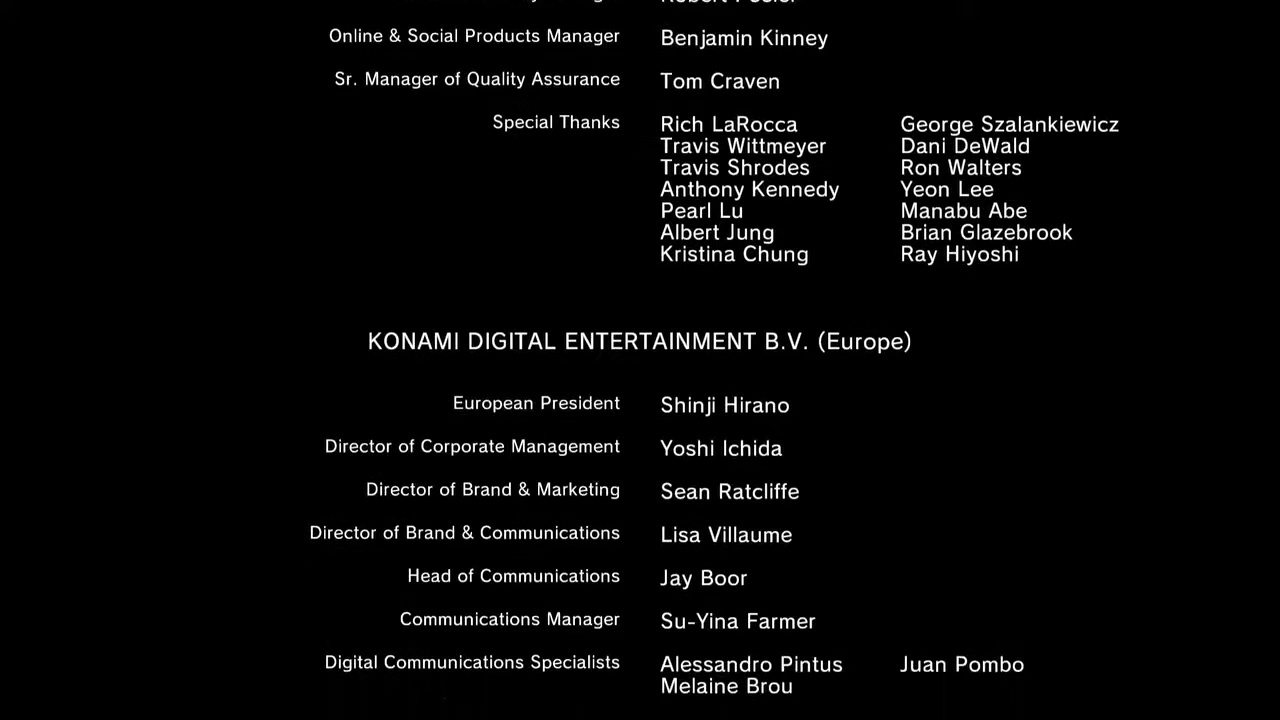 Online & Social Products Manager Benjamin Kinney
Sr. Manager of Quality Assurance Tom Craven
Special Thanks Rich LaRocca George Szalankiewicz
Travis Wittmeyer Dani DeWald
Travis Shrodes Ron Walters
Anthony Kennedy Yeon Lee
Pearl Lu Manabu Abe
Albert Jung Brian Glazebrook
Kristina Chung Ray Hiyoshi
KONAMI DIGITAL ENTERTAINMENT B.V. (Europe)
European President Shinji Hirano
Director of Corporate Management Yoshi Ichida
Director of Brand & Marketing Sean Ratcliffe
Director of Brand & Communications Lisa Villaume
Head of Communications Jay Boor
Communications Manager Su-Yina Farmer
Digital Communications Specialists Alessandro Pintus Juan Pombo
Melaine Brou